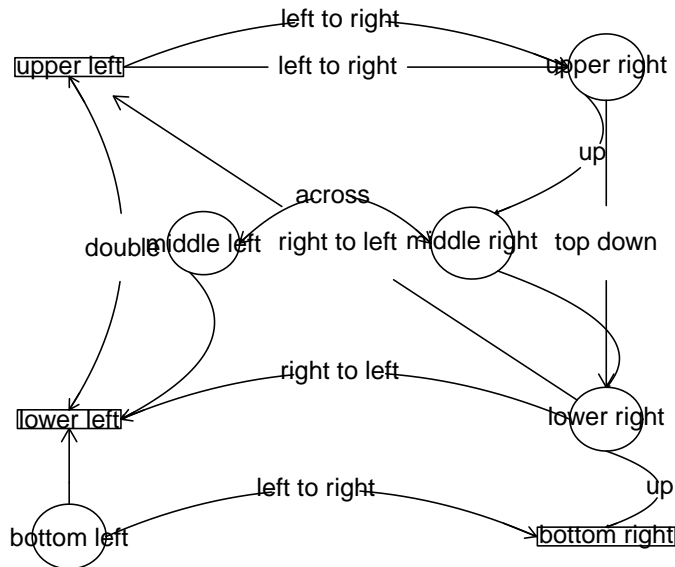 left to right
upper left
left to right
upper right
up
across
double
middle left
right to left
middle right
top down
right to left
lower left
lower right
left to right
up
bottom left
bottom right